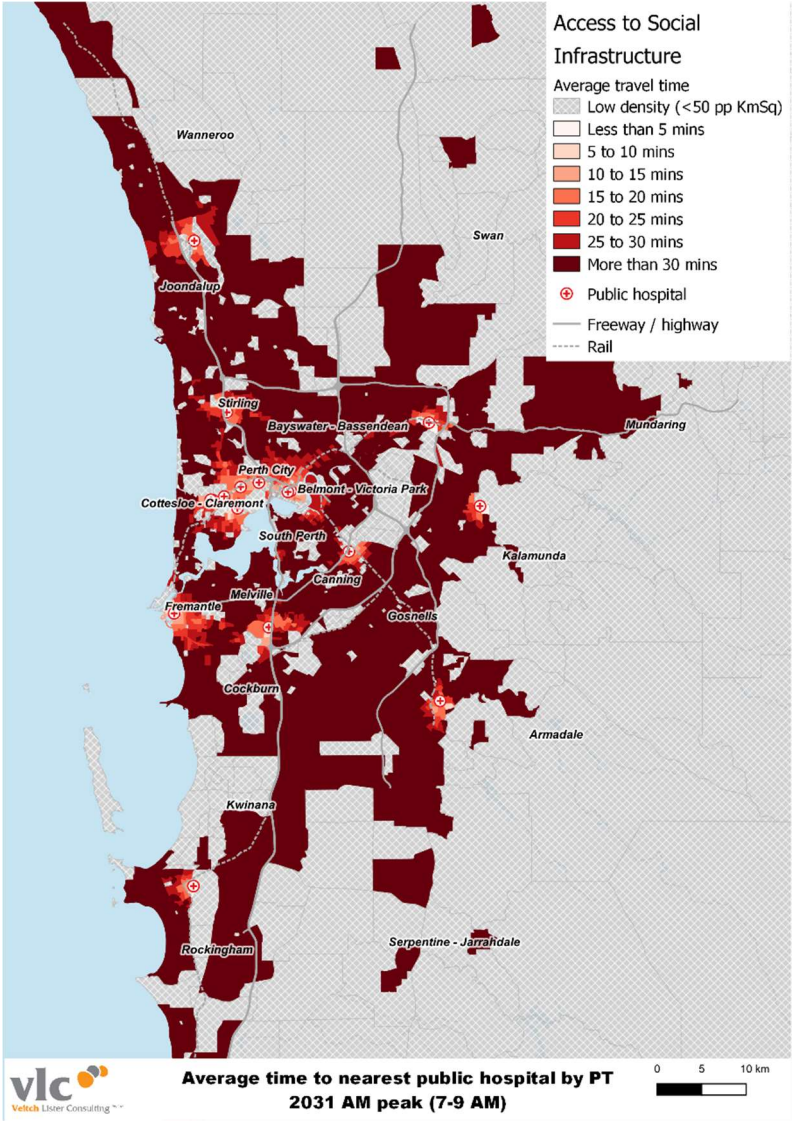 Access to Social
Infrastructure
Average travel time
Low density (<50 pp KmSq)
Less than 5 mins
5 to 10 mins
10 to 15 mins
15 to 20 mins
20 to 25 mins
25 to 30 mins
More than 30 mins
Public hospital
Freeway / highway
Rail
Wanneroo
Swan
Joondalup
Stirling
Bayswater - Bassendean
Mundaring
Perth City
Belmont - Victoria Park
Cottesloe - Claremont
South Perth
Kalamunda
Canning
Melville
Fremantle
Gosnells
Cockburn
Armadale
Kwinana
Rockingham
Serpentine - Jarrahdale
vlc
Veitch Lister Consulting
Average time to nearest public hospital by PT
2031 AM peak (7-9 AM)
0 5 10 km